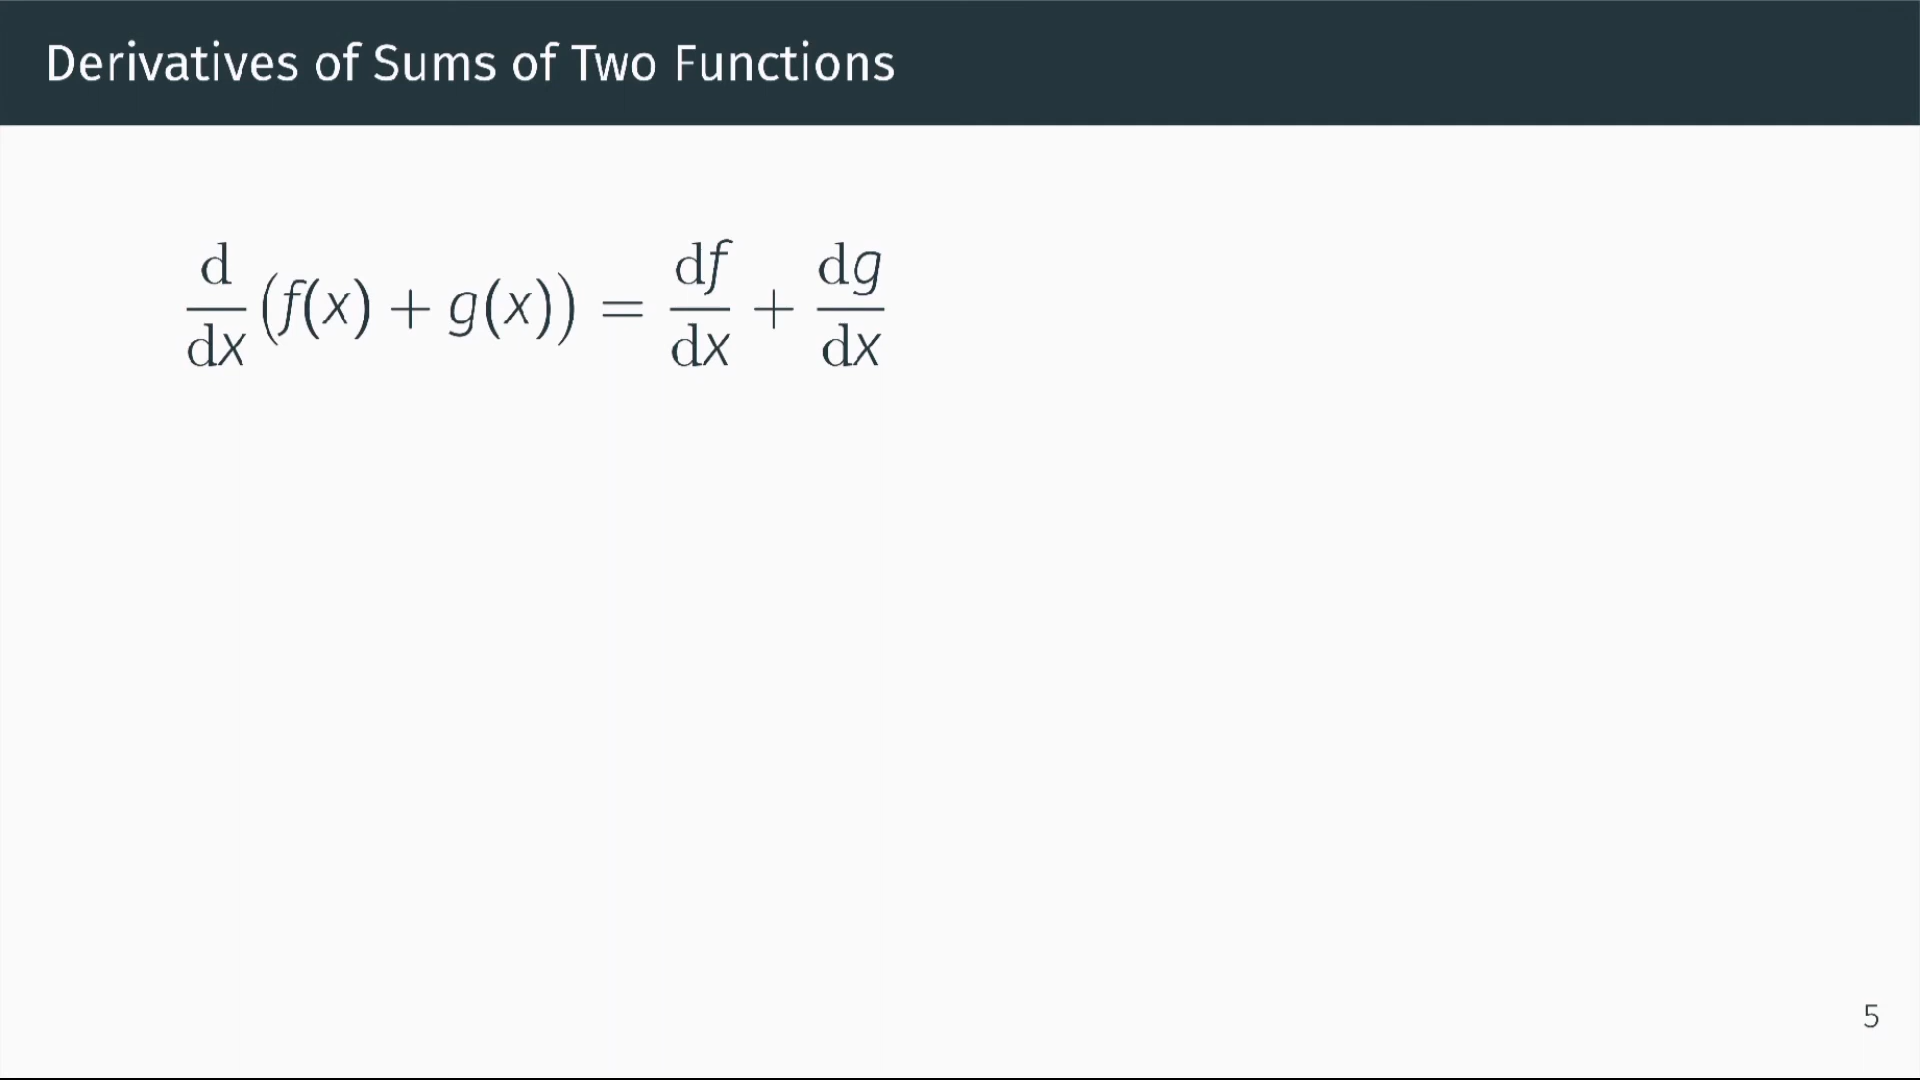 Derivatives of Sums of Two Functions
d/dx (f(x) + g(x)) = df/dx + dg/dx
5